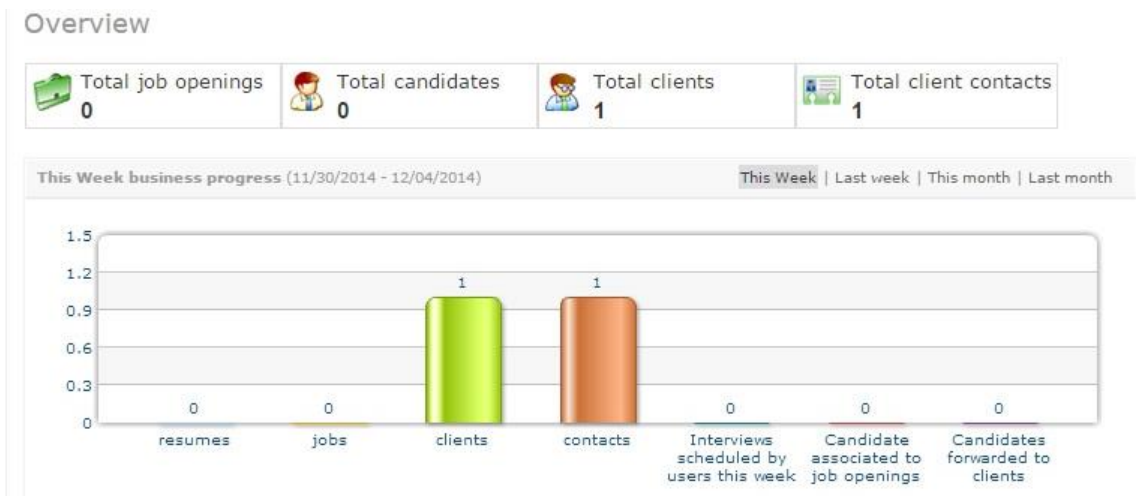 Overview
Total job openings
0
Total candidates
0
Total clients
1
Total client contacts
1
This Week business progress (11/30/2014 - 12/04/2014)
This Week | Last week | This month | Last month
1.5
1.2
0.9
0.6
0.3
0
0
0
1
1
0
0
0
resumes
jobs
clients
contacts
Interviews
scheduled by
users this week
Candidate
associated to
job openings
Candidates
forwarded to
clients